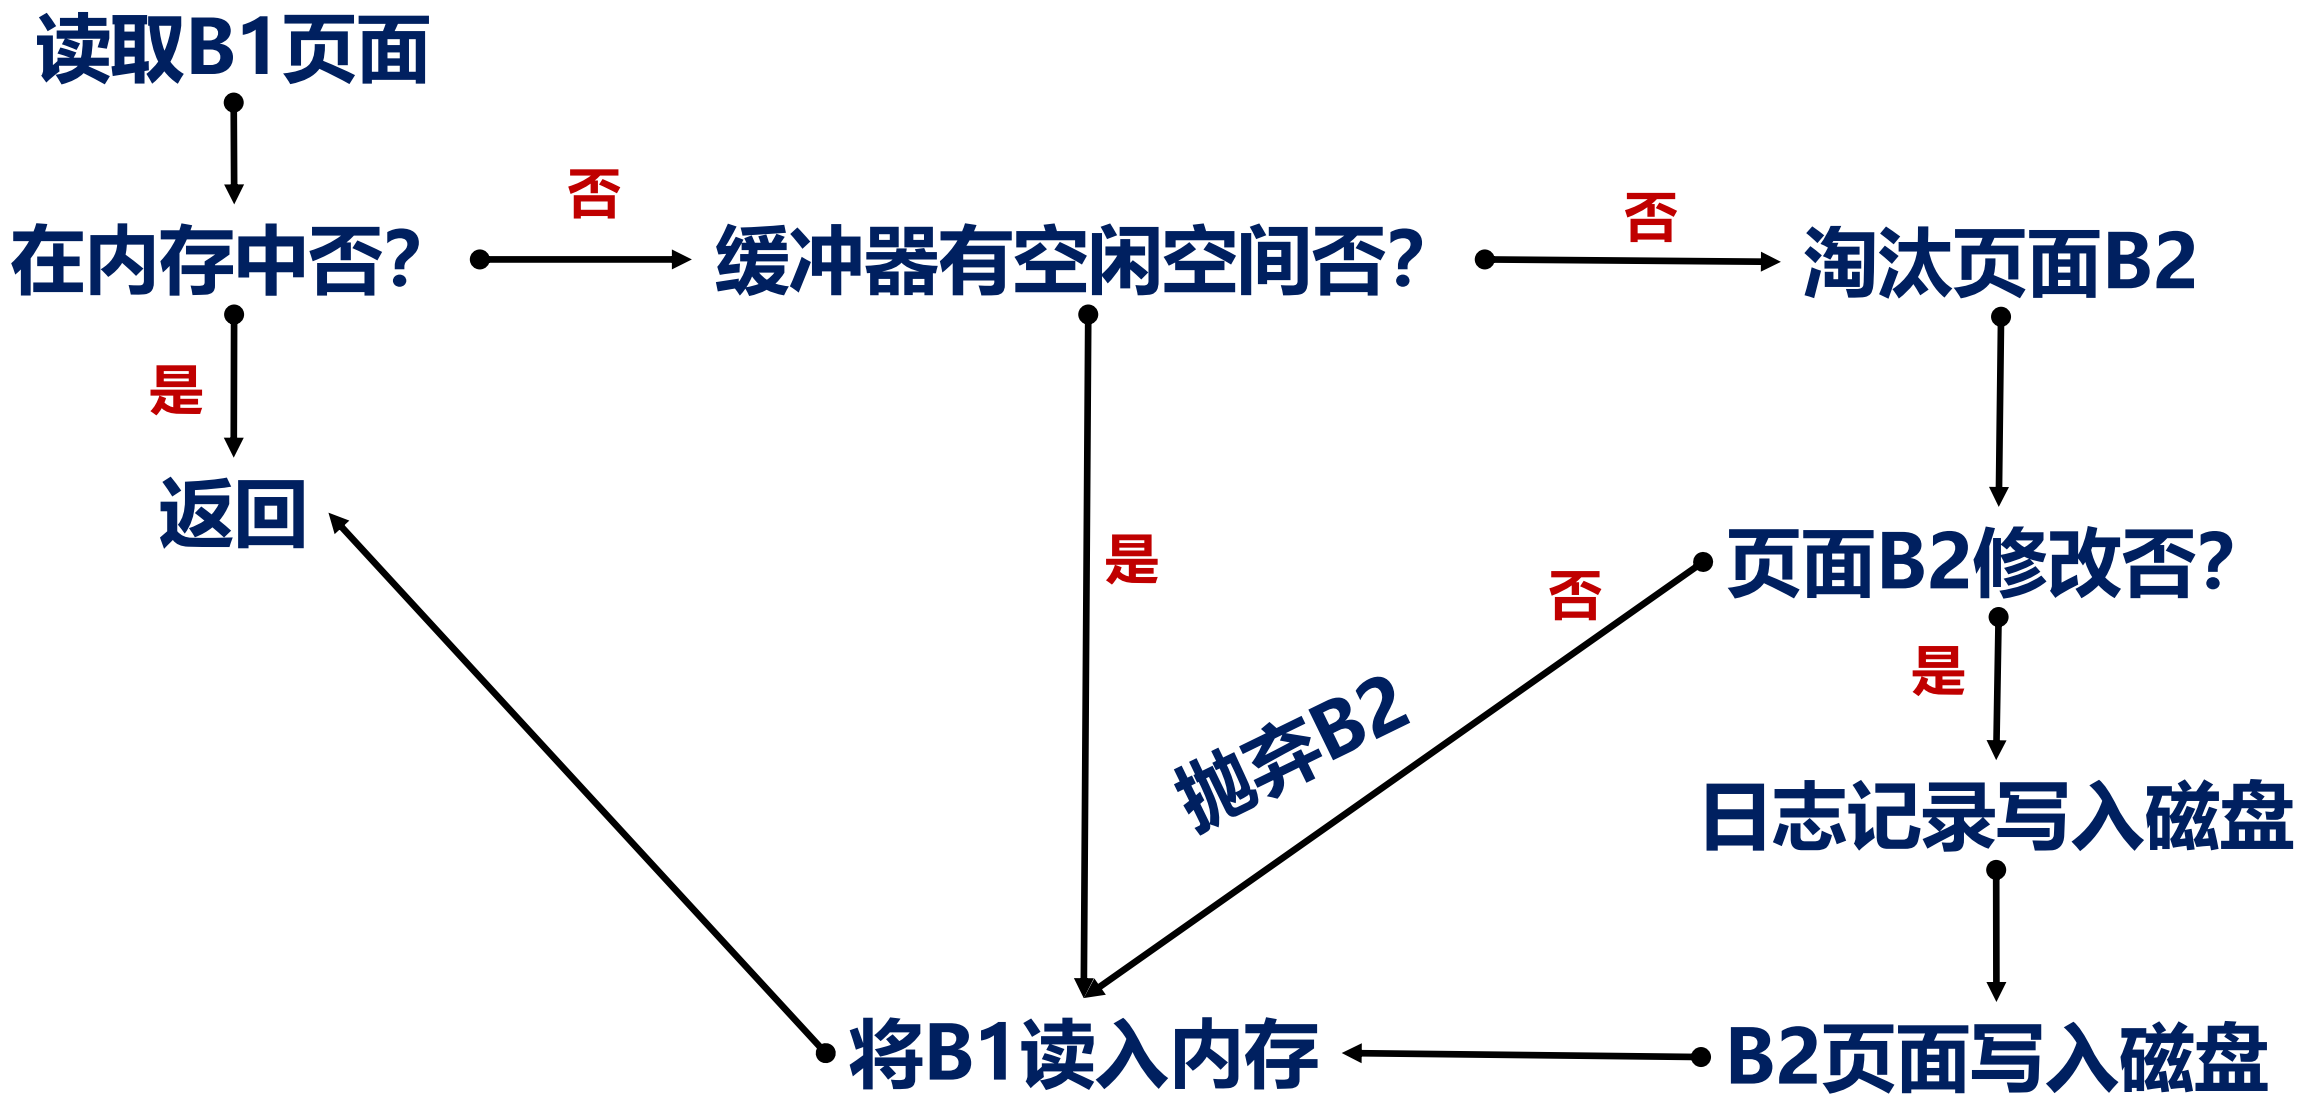 读取B1页面
否
否
在内存中否?
缓冲器有空闲空间否?
淘汰页面B2
是
返回
是
否
页面B2修改否?
是
抛弃B2
日志记录写入磁盘
将B1读入内存
B2页面写入磁盘